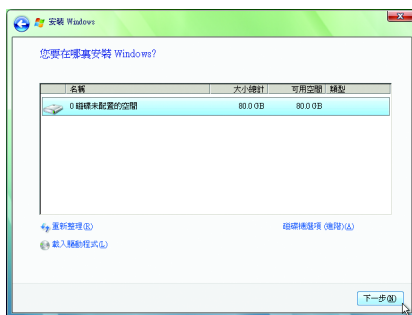 安裝 Windows
您要在哪裏安裝 Windows?
名稱 大小總計 可用空間 類型
0 磁碟未配置的空間 80.0 GB 80.0 GB
重新整理(R) 磁碟機選項 (進階)(A)
載入驅動程式(L)
下一步(N)